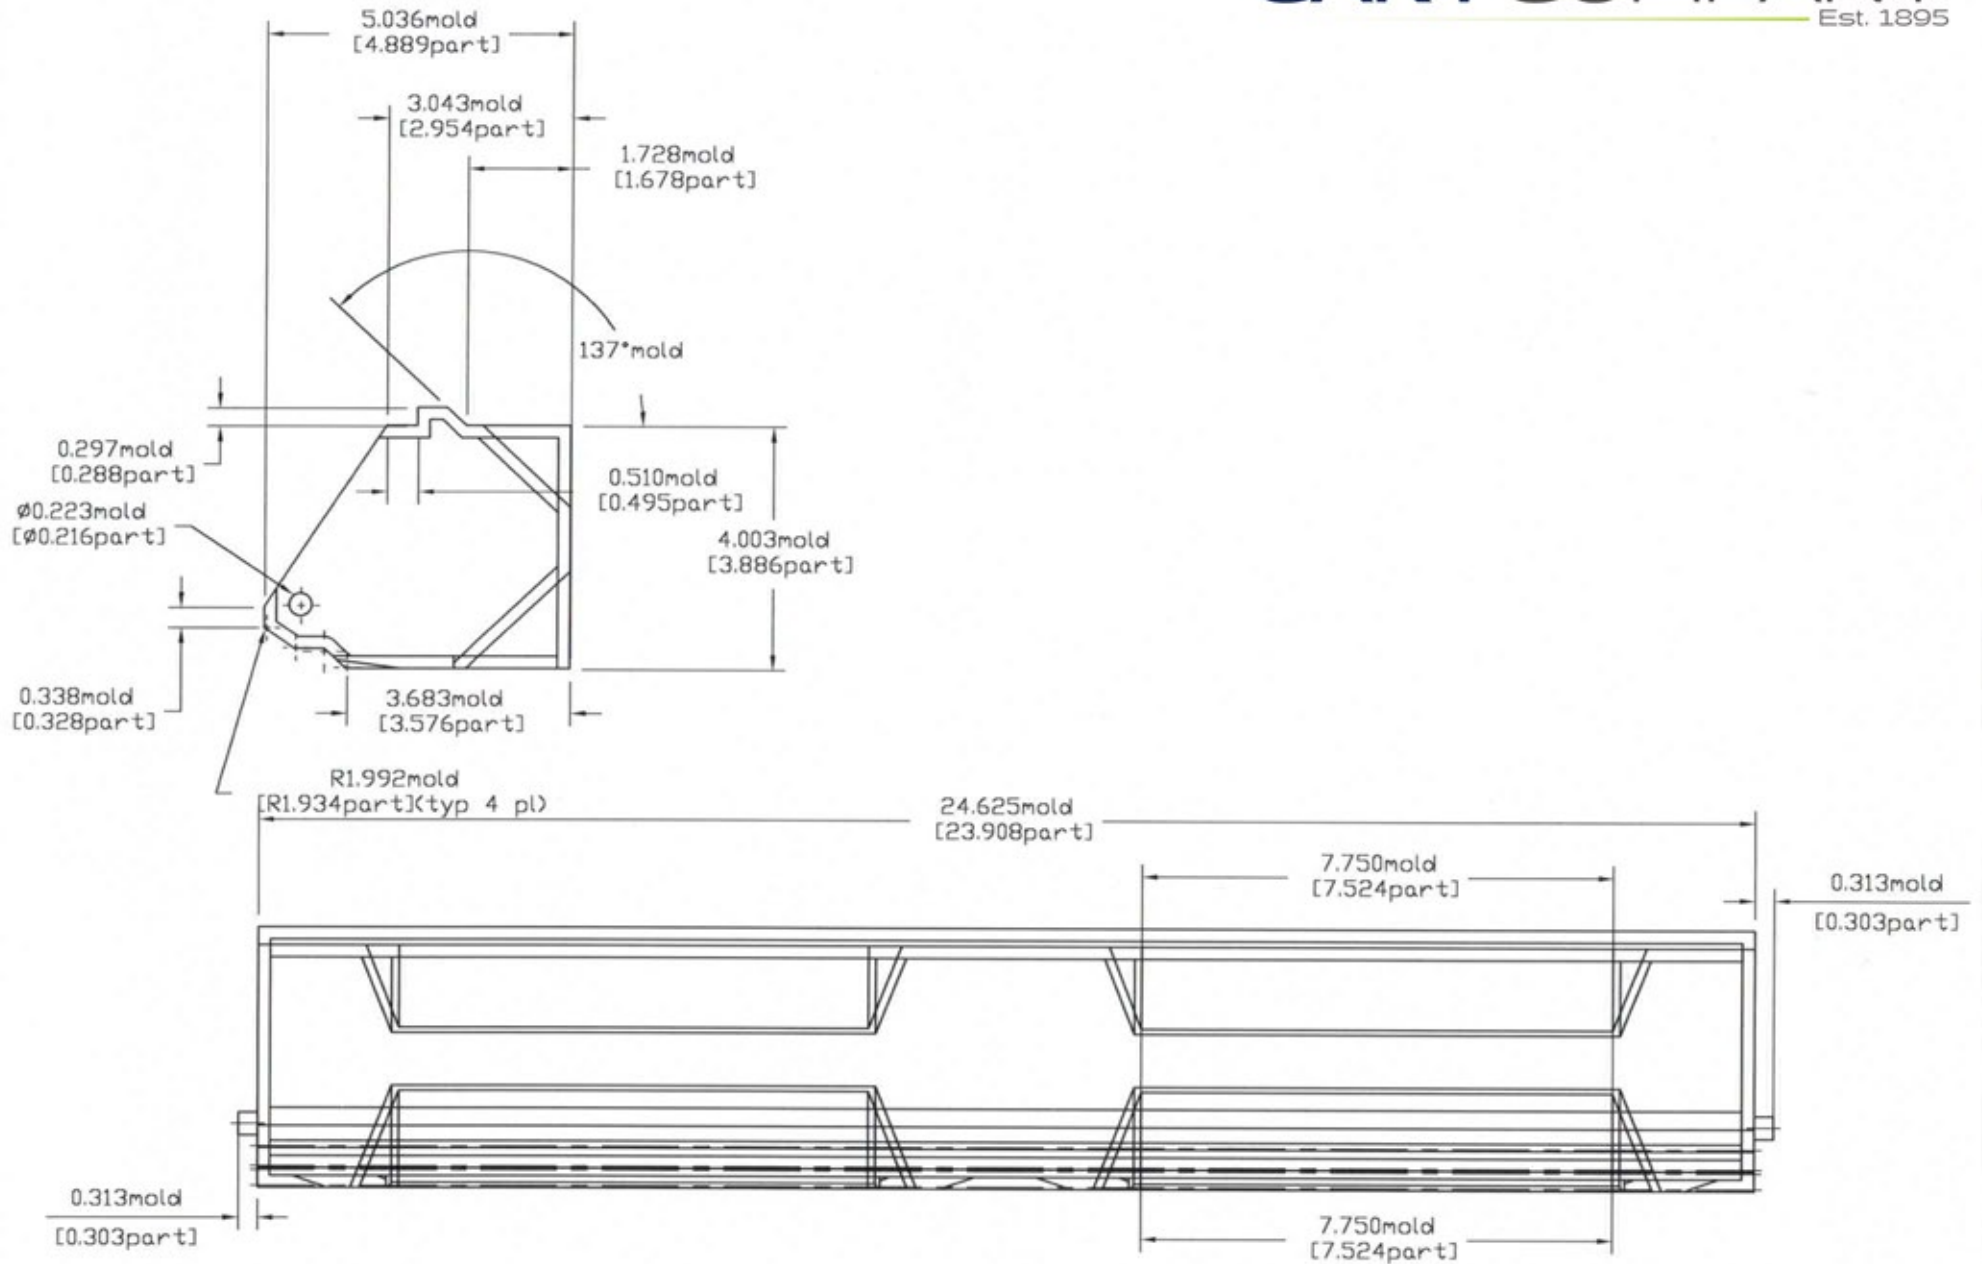 Est. 1895
5.036mold
[4.889part]
3.043mold
[2.954part]
1.728mold
[1.678part]
137°mold
0.297mold
[0.288part]
0.510mold
[0.495part]
Ø0.223mold
[Ø0.216part]
4.003mold
[3.886part]
0.338mold
[0.328part]
3.683mold
[3.576part]
R1.992mold
[R1.934part](typ 4 pl)
24.625mold
[23.908part]
7.750mold
[7.524part]
0.313mold
[0.303part]
0.313mold
[0.303part]
7.750mold
[7.524part]